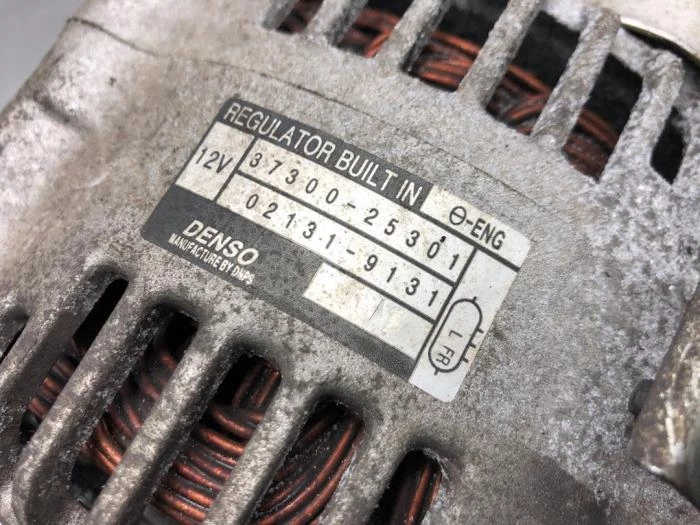 REGULATOR BUILT IN
12V
37300-25301
⊖-ENG
02131-9131
DENSO
MANUFACTURE BY DNPS
L FR